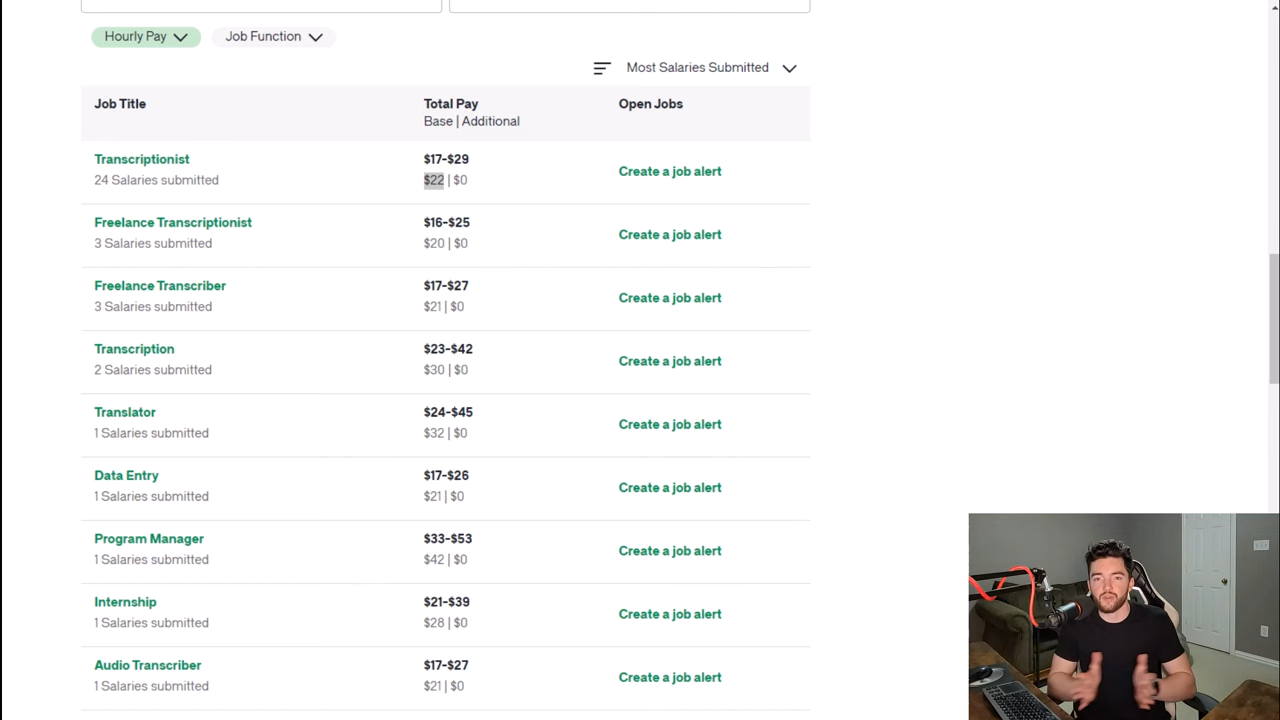 Hourly Pay
Job Function
Most Salaries Submitted
Job Title
Total Pay
Open Jobs
Base | Additional
Transcriptionist
$17-$29
Create a job alert
24 Salaries submitted
$22 | $0
Freelance Transcriptionist
$16-$25
Create a job alert
3 Salaries submitted
$20 | $0
Freelance Transcriber
$17-$27
Create a job alert
3 Salaries submitted
$21 | $0
Transcription
$23-$42
Create a job alert
2 Salaries submitted
$30 | $0
Translator
$24-$45
Create a job alert
1 Salaries submitted
$32 | $0
Data Entry
$17-$26
Create a job alert
1 Salaries submitted
$21 | $0
Program Manager
$33-$53
Create a job alert
1 Salaries submitted
$42 | $0
Internship
$21-$39
Create a job alert
1 Salaries submitted
$28 | $0
Audio Transcriber
$17-$27
Create a job alert
1 Salaries submitted
$21 | $0